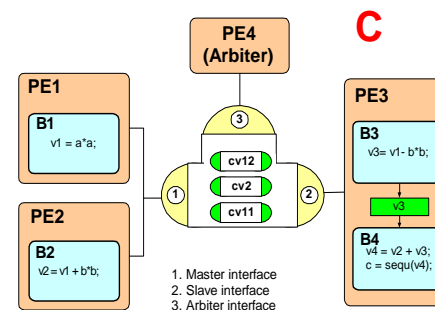 C
PE4
(Arbiter)
PE1
B1
v1 = a*a;
PE2
B2
v2 = v1 + b*b;
3
cv12
cv2
cv11
1
2
PE3
B3
v3= v1- b*b;
v3
B4
v4 = v2 + v3;
c = sequ(v4);
1. Master interface
2. Slave interface
3. Arbiter interface